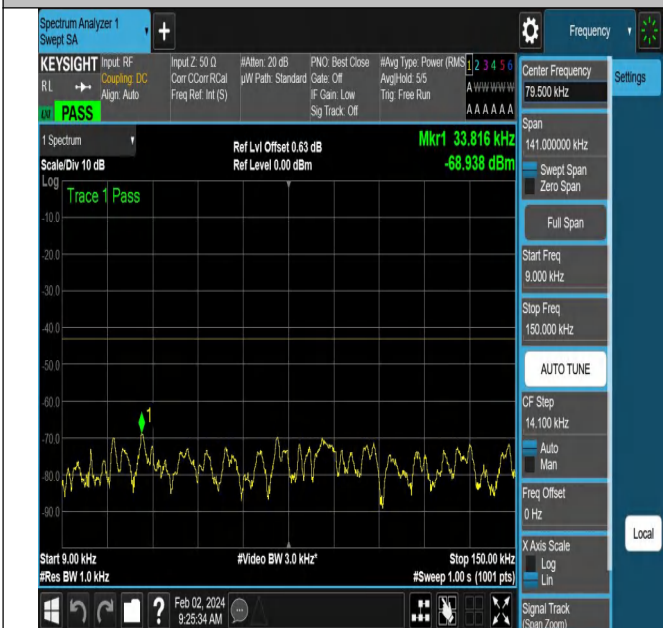 Spectrum Analyzer 1
Swept SA
+
Frequency
KEYSIGHT
RL
LXI
PASS
Input: RF
Coupling: DC
Align: Auto
Input Z: 50 Ω
Corr CCorr RCal
Freq Ref: Int (S)
#Atten: 20 dB
µW Path: Standard
PNO: Best Close
Gate: Off
IF Gain: Low
Sig Track: Off
#Avg Type: Power (RMS
Avg|Hold: 5/5
Trig: Free Run
1 2 3 4 5 6
A W W W W W
A A A A A A
Center Frequency
79.500 kHz
Settings
Span
141.000000 kHz
Swept Span
Zero Span
Full Span
Start Freq
9.000 kHz
Stop Freq
150.000 kHz
AUTO TUNE
CF Step
14.100 kHz
Auto
Man
Freq Offset
0 Hz
X Axis Scale
Log
Lin
Local
Signal Track
(Span Zoom)
1 Spectrum
Scale/Div 10 dB
Ref Lvl Offset 0.63 dB
Ref Level 0.00 dBm
Mkr1 33.816 kHz
-68.938 dBm
Log
Trace 1 Pass
-10.0
-20.0
-30.0
-40.0
-50.0
-60.0
-70.0
-80.0
-90.0
1
Start 9.00 kHz
#Res BW 1.0 kHz
#Video BW 3.0 kHz*
Stop 150.00 kHz
#Sweep 1.00 s (1001 pts)
?
Feb 02, 2024
9:25:34 AM